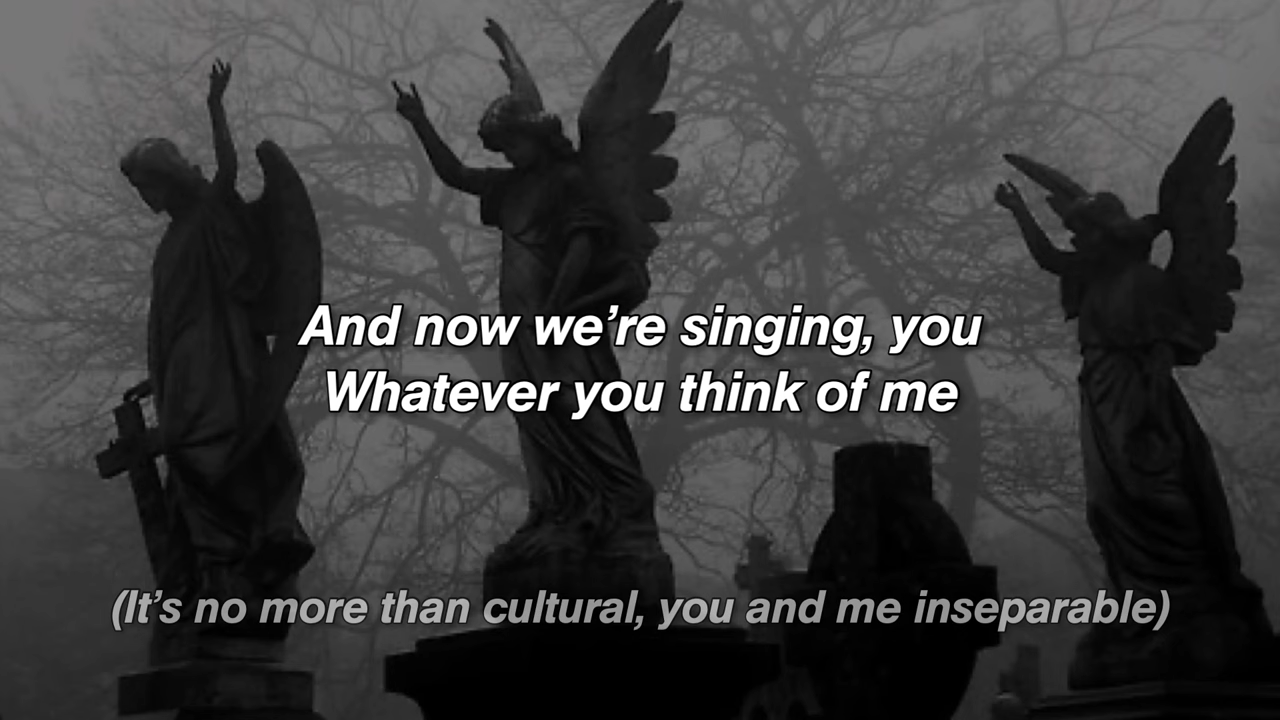 And now we’re singing, you
Whatever you think of me
(It’s no more than cultural, you and me inseparable)